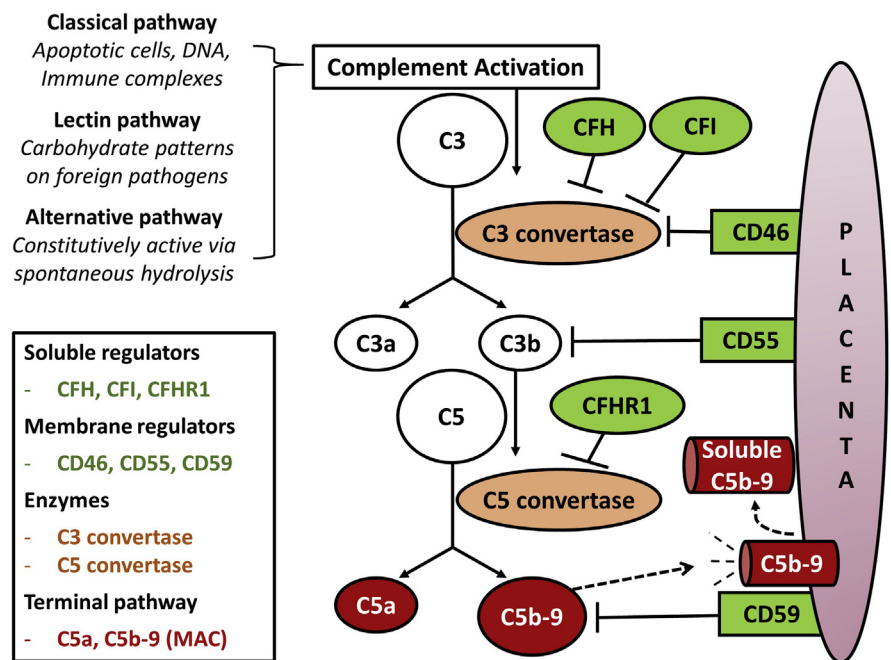 Classical pathway
Apoptotic cells, DNA,
Immune complexes
Lectin pathway
Carbohydrate patterns
on foreign pathogens
Alternative pathway
Constitutively active via
spontaneous hydrolysis
Complement Activation
C3
CFH
CFI
C3 convertase
CD46
C3a
C3b
CD55
C5
CFHR1
C5 convertase
Soluble
C5b-9
C5b-9
C5a
C5b-9
CD59
P
L
A
C
E
N
T
A
Soluble regulators
- CFH, CFI, CFHR1
Membrane regulators
- CD46, CD55, CD59
Enzymes
- C3 convertase
- C5 convertase
Terminal pathway
- C5a, C5b-9 (MAC)